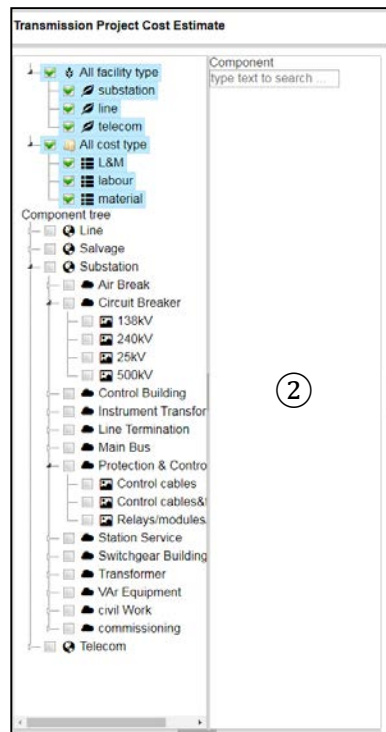 Transmission Project Cost Estimate
All facility type
substation
line
telecom
All cost type
L&M
labour
material
Component tree
Line
Salvage
Substation
Air Break
Circuit Breaker
138kV
240kV
25kV
500kV
Control Building
Instrument Transfor
Line Termination
Main Bus
Protection & Contro
Control cables
Control cables&
Relays/modules
Station Service
Switchgear Building
Transformer
VAr Equipment
civil Work
commissioning
Telecom
Component
type text to search ...
②